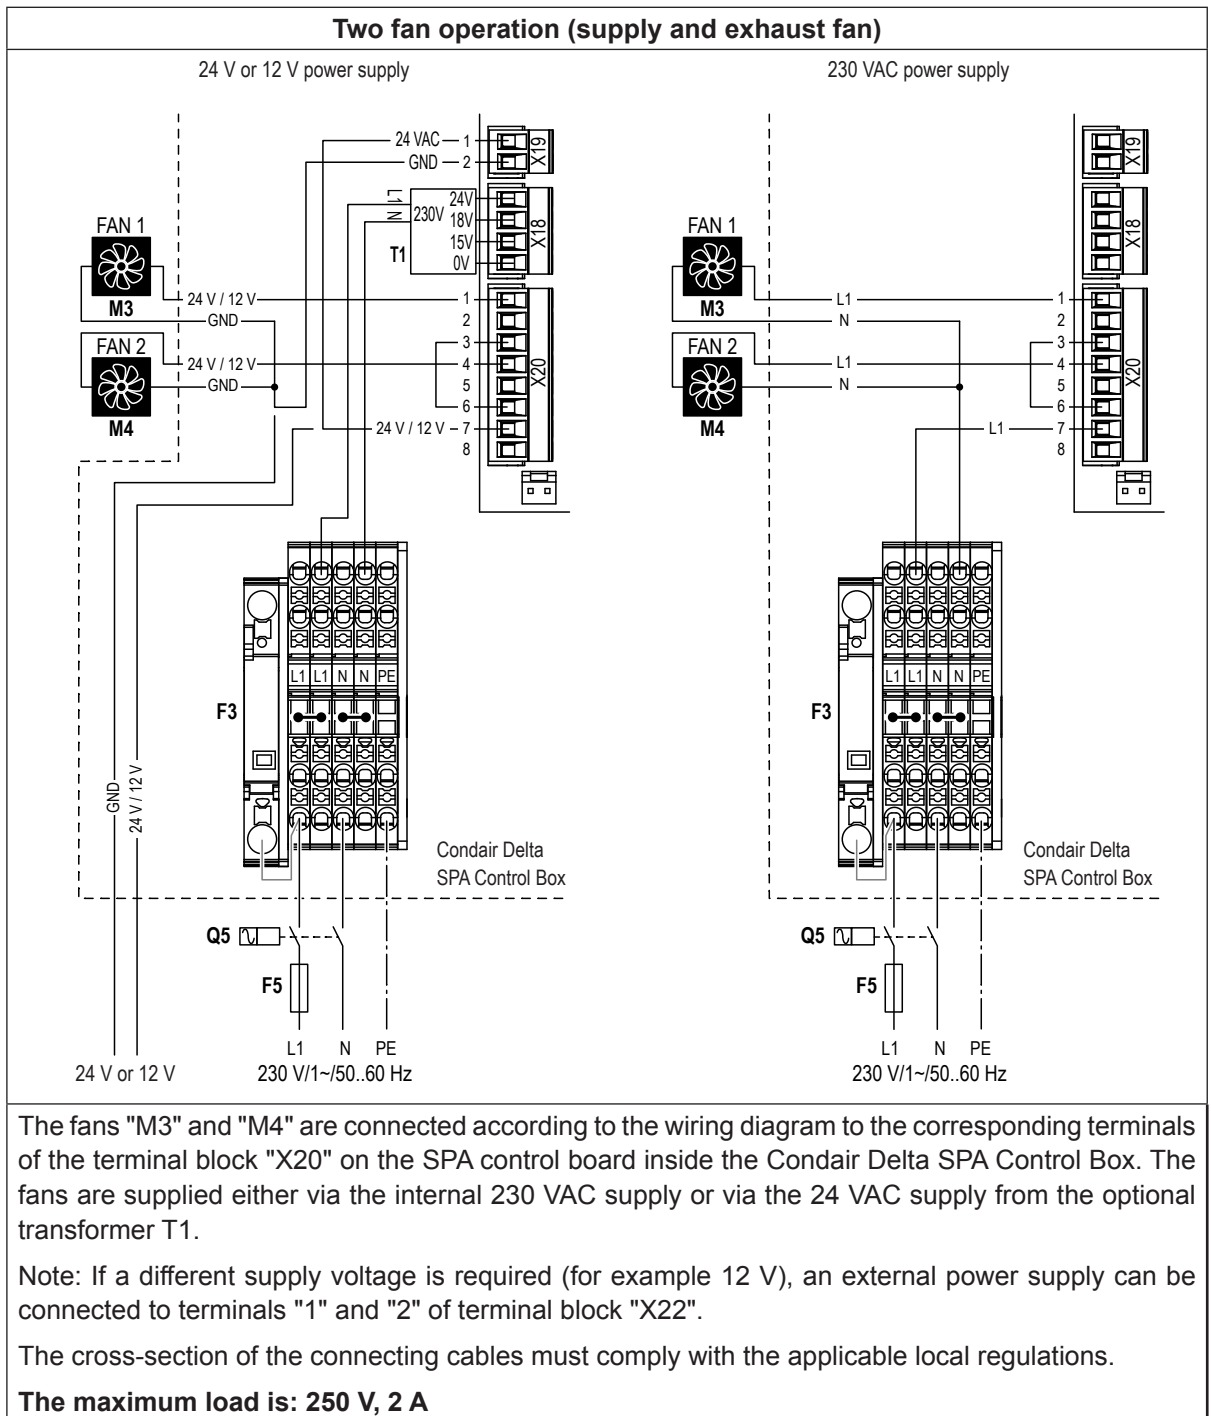 Two fan operation (supply and exhaust fan)
24 V or 12 V power supply
24 VAC
1
GND
2
X19
L1
N
230V
24V
18V
15V
0V
T1
X18
FAN 1
M3
24 V / 12 V
GND
FAN 2
M4
24 V / 12 V
GND
1
2
3
4
5
6
24 V / 12 V
7
8
X20
L1 L1 N N PE
F3
GND
24 V / 12 V
Condair Delta
SPA Control Box
Q5
F5
L1 N PE
24 V or 12 V
230 V/1~/50..60 Hz
230 VAC power supply
X19
X18
FAN 1
M3
L1
N
FAN 2
M4
L1
N
1
2
3
4
5
6
L1
7
8
X20
L1 L1 N N PE
F3
Condair Delta
SPA Control Box
Q5
F5
L1 N PE
230 V/1~/50..60 Hz
The fans "M3" and "M4" are connected according to the wiring diagram to the corresponding terminals
of the terminal block "X20" on the SPA control board inside the Condair Delta SPA Control Box. The
fans are supplied either via the internal 230 VAC supply or via the 24 VAC supply from the optional
transformer T1.
Note: If a different supply voltage is required (for example 12 V), an external power supply can be
connected to terminals "1" and "2" of terminal block "X22".
The cross-section of the connecting cables must comply with the applicable local regulations.
The maximum load is: 250 V, 2 A